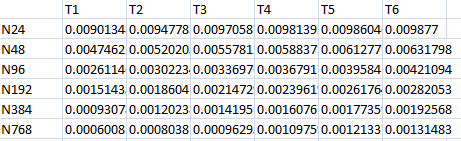 T1 T2 T3 T4 T5 T6
N24 0.0090134 0.0094778 0.0097058 0.0098139 0.0098604 0.009877
N48 0.0047462 0.0052020 0.0055781 0.0058837 0.0061277 0.00631798
N96 0.0026114 0.0030223 0.0033697 0.0036791 0.0039584 0.00421094
N192 0.0015143 0.0018604 0.0021472 0.0023961 0.0026176 0.00282053
N384 0.0009307 0.0012023 0.0014195 0.0016076 0.0017735 0.00192568
N768 0.0006008 0.0008038 0.0009629 0.0010975 0.0012133 0.00131483